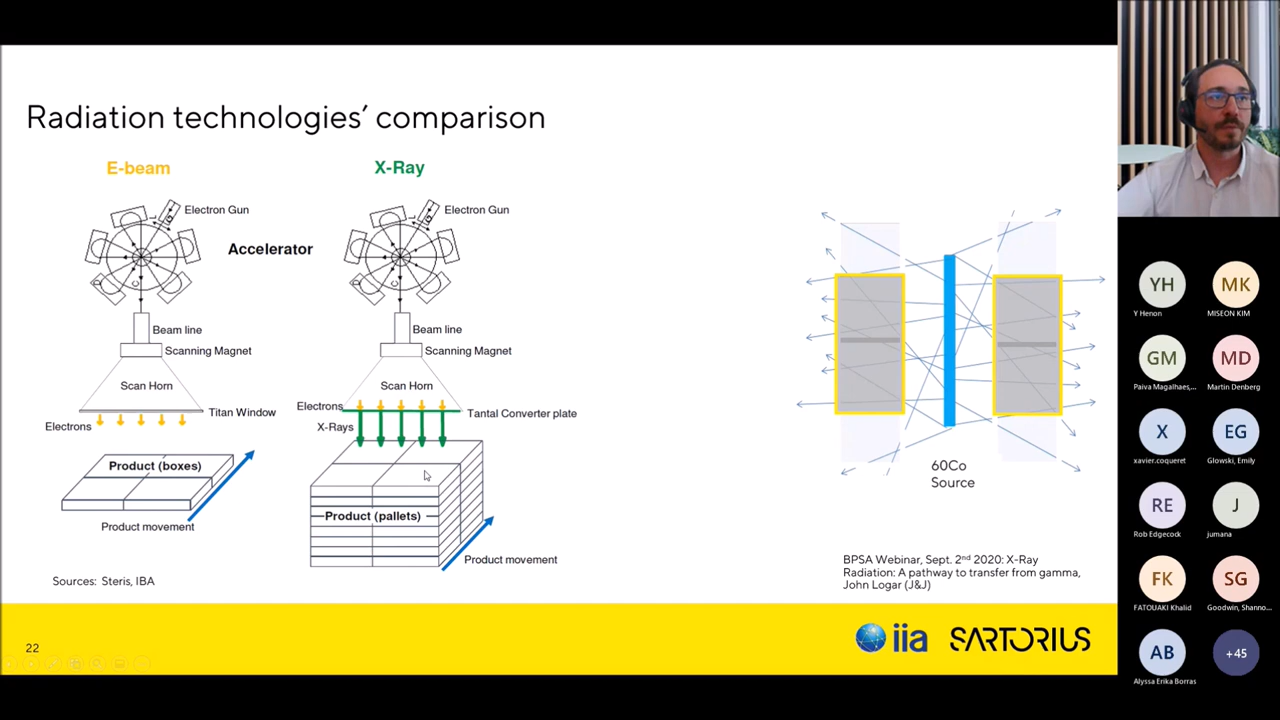 Radiation technologies’ comparison
E-beam
X-Ray
Electron Gun
Electron Gun
Accelerator
Beam line
Beam line
Scanning Magnet
Scanning Magnet
Scan Horn
Scan Horn
Titan Window
Electrons
Electrons
Tantal Converter plate
X-Rays
Product (boxes)
Product movement
Product (pallets)
Product movement
Sources: Steris, IBA
60Co
Source
BPSA Webinar, Sept. 2nd 2020: X-Ray
Radiation: A pathway to transfer from gamma,
John Logar (J&J)
22
iia
SARTORIUS
YH
Y Henon
MK
MISEON KIM
GM
Paiva Magalhaes,...
MD
Martin Denberg
X
xavier.coqueret
EG
Glowski, Emily
RE
Rob Edgecock
J
jumana
FK
FATOUAKI Khalid
SG
Goodwin, Shanno...
AB
Alyssa Erika Borras
+45